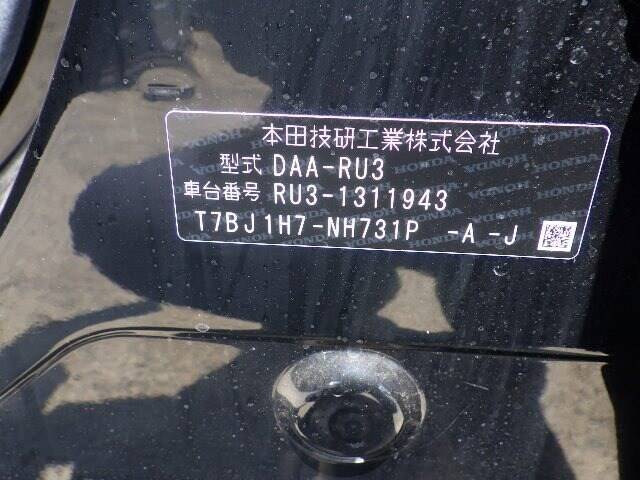 本田技研工業株式会社
型式 DAA-RU3
車台番号 RU3-1311943
T7BJ1H7-NH731P -A -J